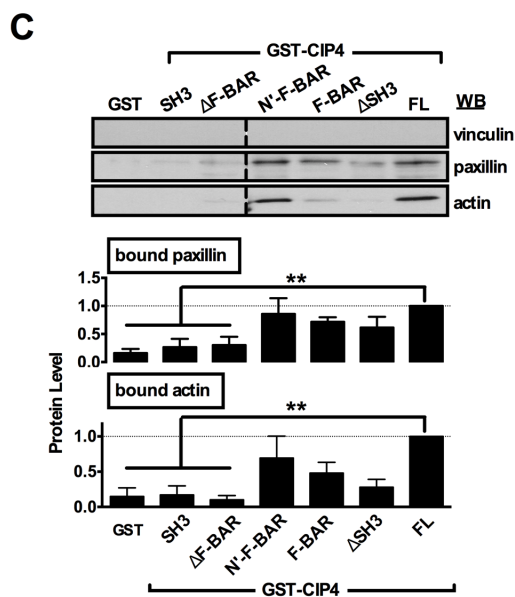 C
GST-CIP4
GST SH3 ΔF-BAR N'-F-BAR F-BAR ΔSH3 FL WB
vinculin
paxillin
actin
bound paxillin
**
1.5
1.0
0.5
0.0
Protein Level
bound actin
**
1.0
0.5
0.0
GST SH3 ΔF-BAR N'-F-BAR F-BAR ΔSH3 FL
GST-CIP4